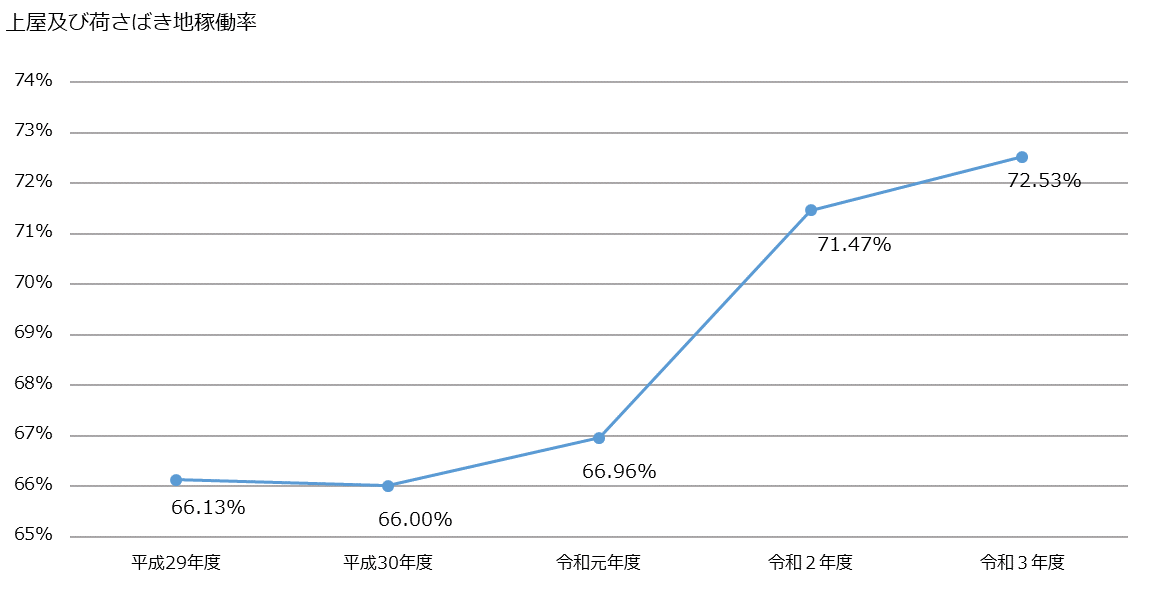 上屋及び荷さばき地稼働率
74%
73%
72%
71%
70%
69%
68%
67%
66%
65%
66.13%
66.00%
66.96%
71.47%
72.53%
平成29年度
平成30年度
令和元年度
令和２年度
令和３年度